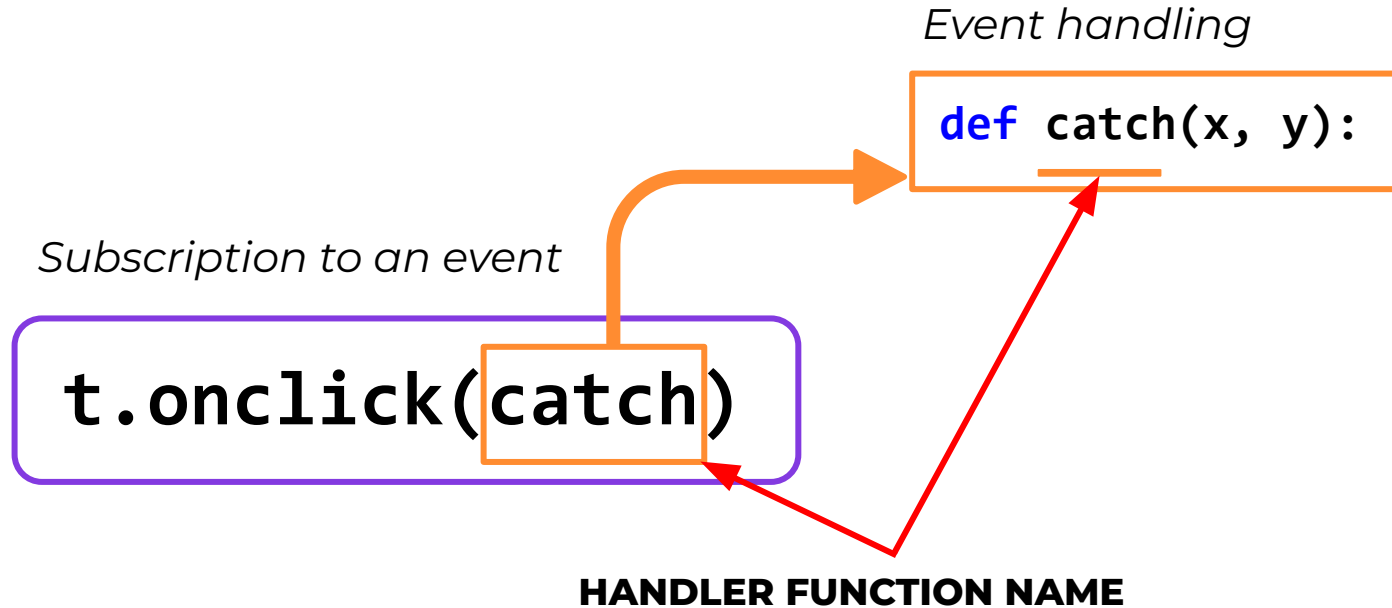 Event handling
def catch(x, y):
Subscription to an event
t.onclick(catch)
HANDLER FUNCTION NAME